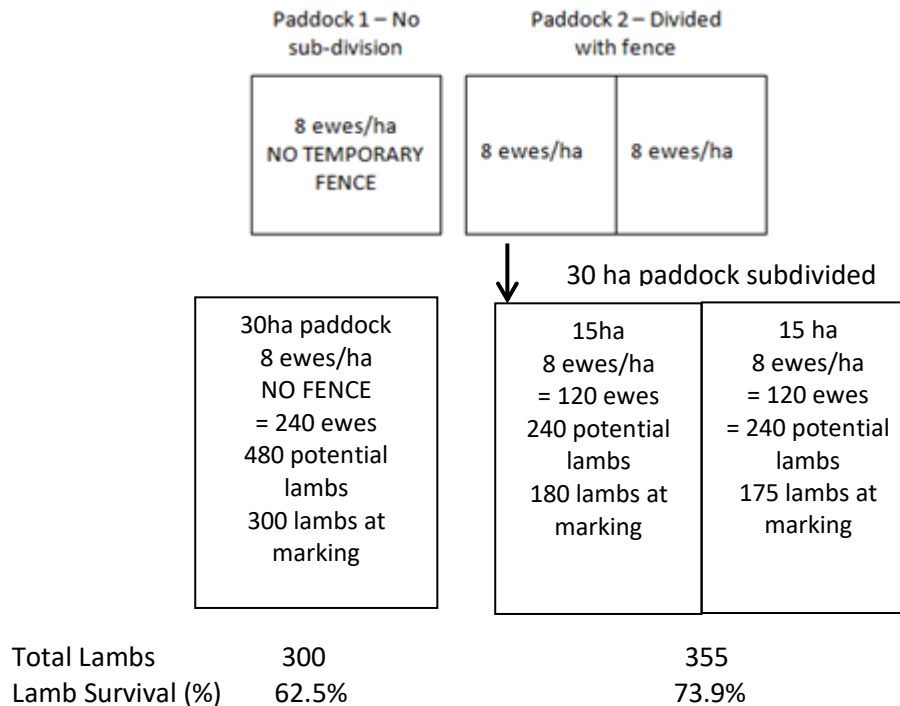 Paddock 1 – No
sub-division
Paddock 2 – Divided
with fence
8 ewes/ha
NO TEMPORARY
FENCE
8 ewes/ha
8 ewes/ha
30 ha paddock subdivided
30ha paddock
8 ewes/ha
NO FENCE
= 240 ewes
480 potential
lambs
300 lambs at
marking
15ha
8 ewes/ha
= 120 ewes
240 potential
lambs
180 lambs at
marking
15 ha
8 ewes/ha
= 120 ewes
= 240 potential
lambs
175 lambs at
marking
Total Lambs 300 355
Lamb Survival (%) 62.5% 73.9%